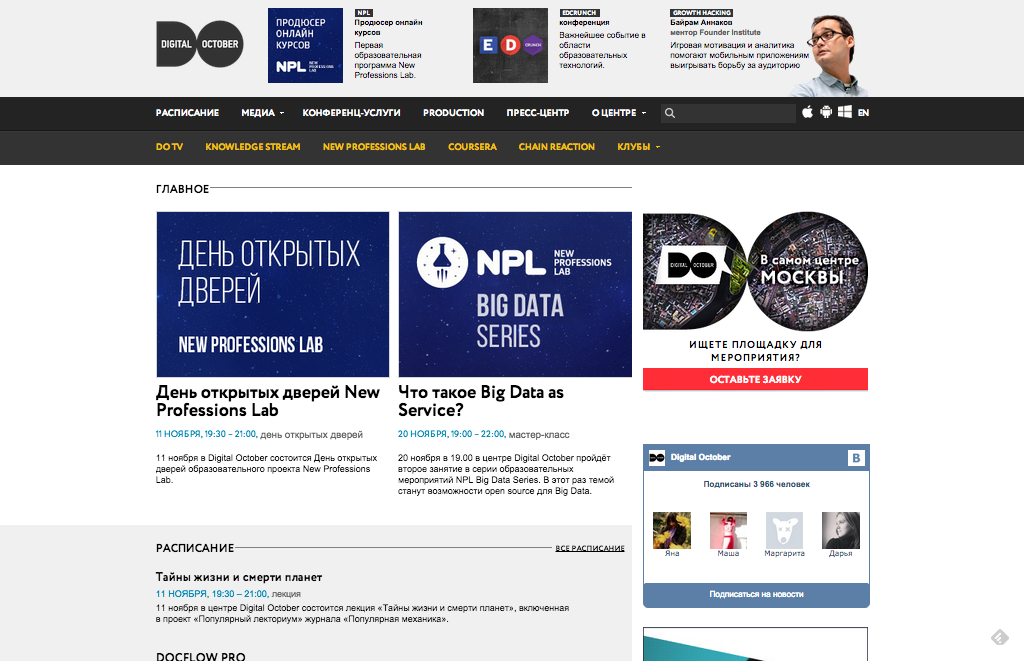 DIGITAL OCTOBER
ПРОДЮСЕР
ОНЛАЙН
КУРСОВ
NPL NEW PROFESSIONS LAB
NPL
Продюсер онлайн
курсов
Первая
образовательная
программа New
Professions Lab.
E D CRUNCH
EDCRUNCH
конференция
Важнейшее событие в
области
образовательных
технологий.
GROWTH HACKING
Байрам Аннаков
ментор Founder Institute
Игровая мотивация и аналитика
помогают мобильным приложениям
выигрывать борьбу за аудиторию
РАСПИСАНИЕ МЕДИА КОНФЕРЕНЦ-УСЛУГИ PRODUCTION ПРЕСС-ЦЕНТР О ЦЕНТРЕ EN
DO TV KNOWLEDGE STREAM NEW PROFESSIONS LAB COURSERA CHAIN REACTION КЛУБЫ
ГЛАВНОЕ
ДЕНЬ ОТКРЫТЫХ
ДВЕРЕЙ
NEW PROFESSIONS LAB
День открытых дверей New
Professions Lab
11 НОЯБРЯ, 19:30 – 21:00, день открытых дверей
11 ноября в Digital October состоится День открытых
дверей образовательного проекта New Professions
Lab.
NPL NEW
PROFESSIONS
LAB
BIG DATA
SERIES
Что такое Big Data as
Service?
20 НОЯБРЯ, 19:00 – 22:00, мастер-класс
20 ноября в 19.00 в центре Digital October пройдёт
второе занятие в серии образовательных
мероприятий NPL Big Data Series. В этот раз темой
станут возможности open source для Big Data.
DIGITAL OCTOBER
В самом центре
МОСКВЫ
ИЩЕТЕ ПЛОЩАДКУ ДЛЯ
МЕРОПРИЯТИЯ?
ОСТАВЬТЕ ЗАЯВКУ
Digital October B
Подписаны 3 966 человек
Яна Маша Маргарита Дарья
Подписаться на новости
РАСПИСАНИЕ ВСЕ РАСПИСАНИЕ
Тайны жизни и смерти планет
11 НОЯБРЯ, 19:30 – 21:00, лекция
11 ноября в центре Digital October состоится лекция «Тайны жизни и смерти планет», включенная
в проект «Популярный лекториум» журнала «Популярная механика».
DOCFLOW PRO